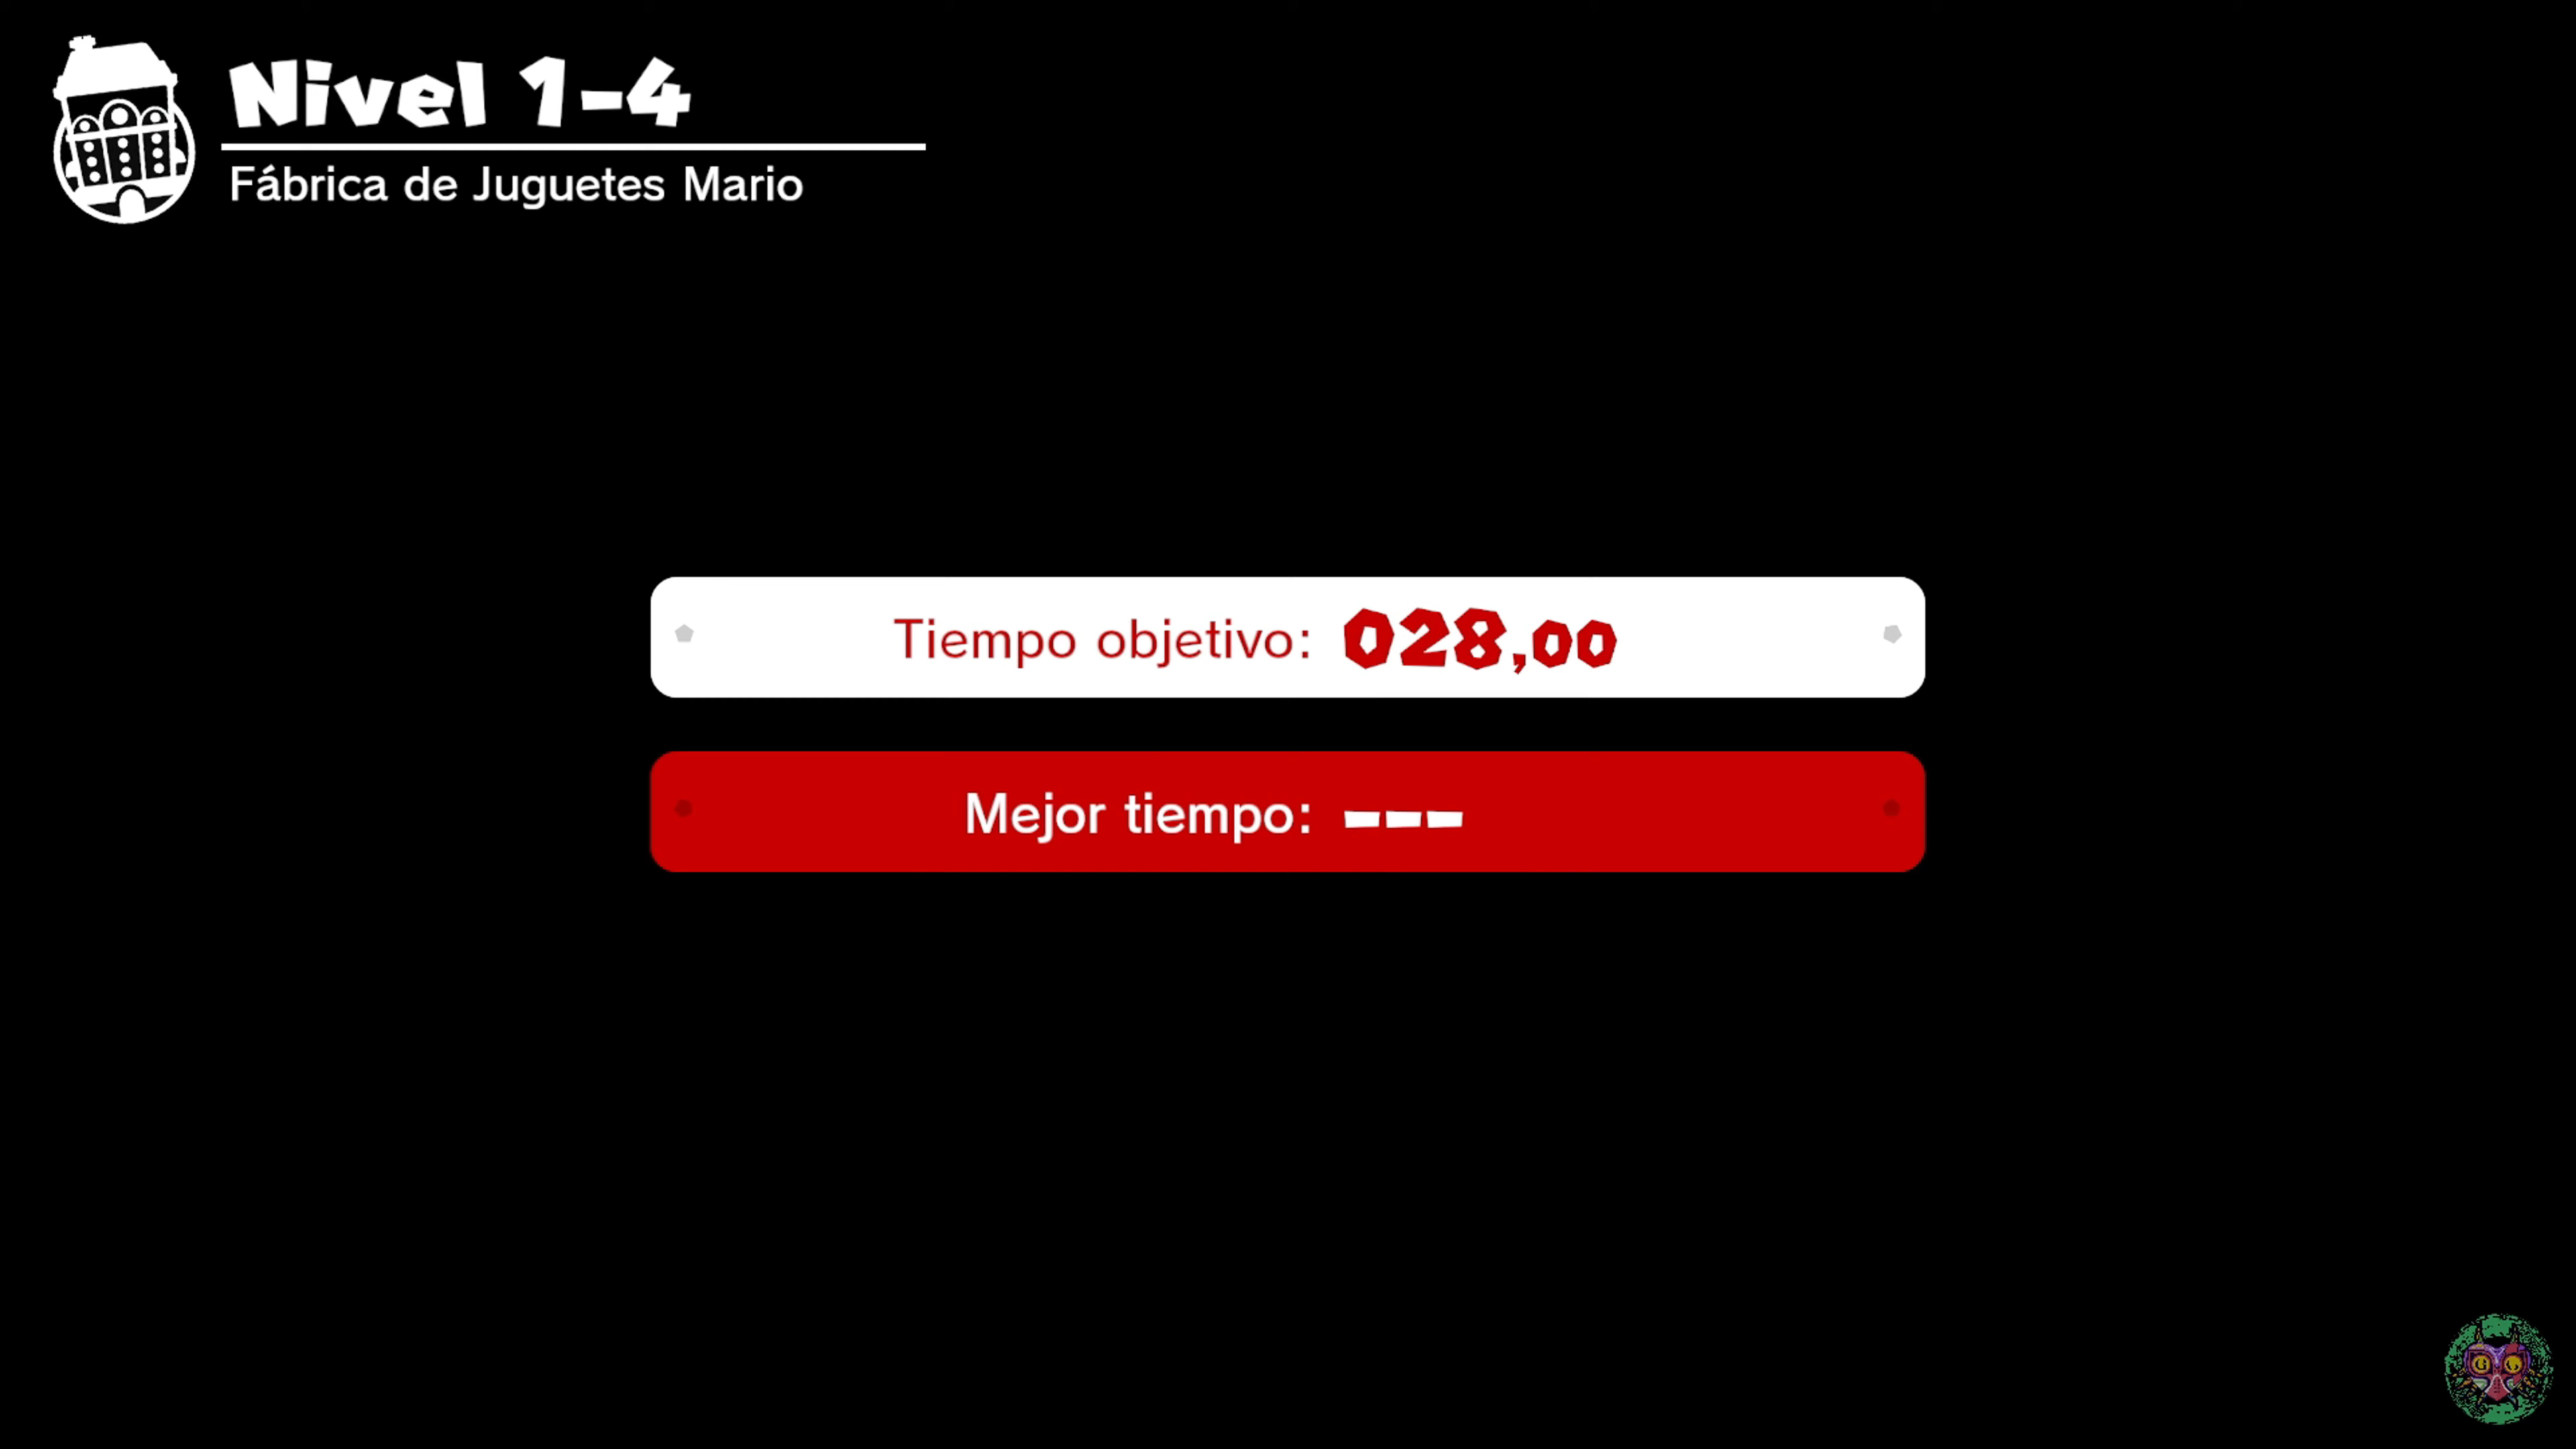 Nivel 1-4
Fábrica de Juguetes Mario
Tiempo objetivo: 028,00
Mejor tiempo: ---